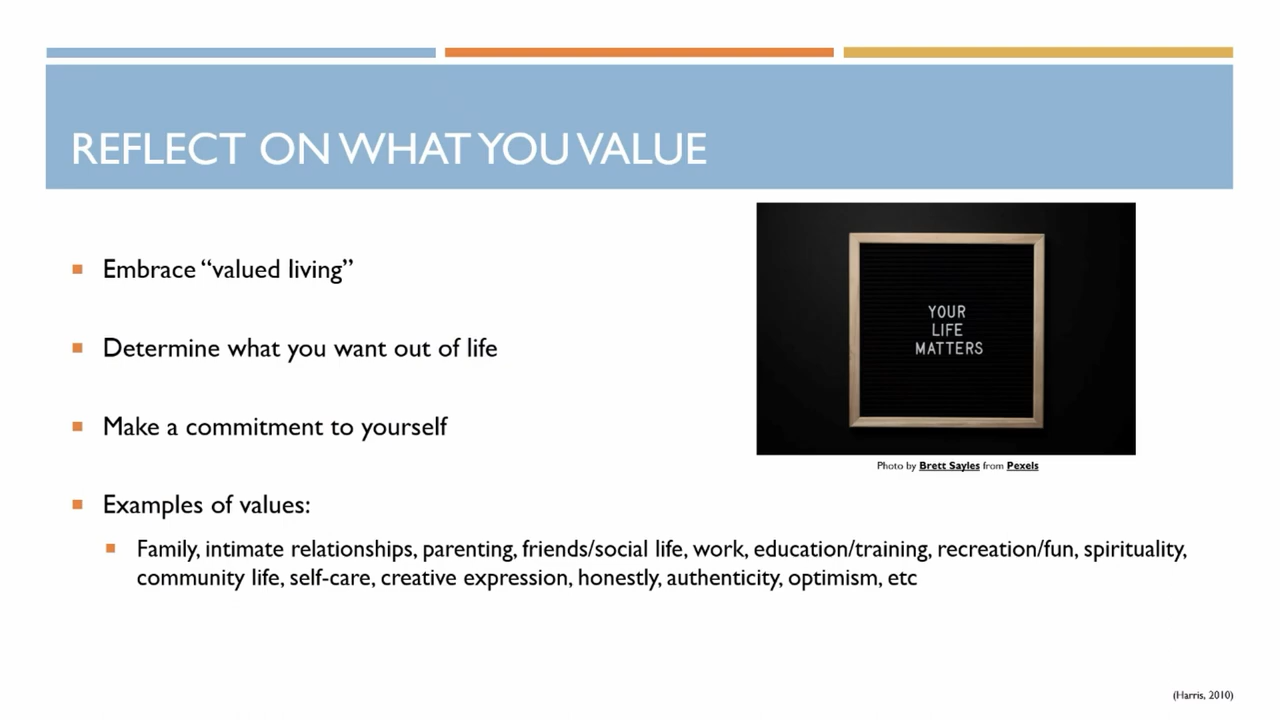 REFLECT ON WHAT YOU VALUE
Embrace “valued living”
Determine what you want out of life
Make a commitment to yourself
Examples of values:
Family, intimate relationships, parenting, friends/social life, work, education/training, recreation/fun, spirituality,
community life, self-care, creative expression, honestly, authenticity, optimism, etc
YOUR
LIFE
MATTERS
Photo by Brett Sayles from Pexels
(Harris, 2010)